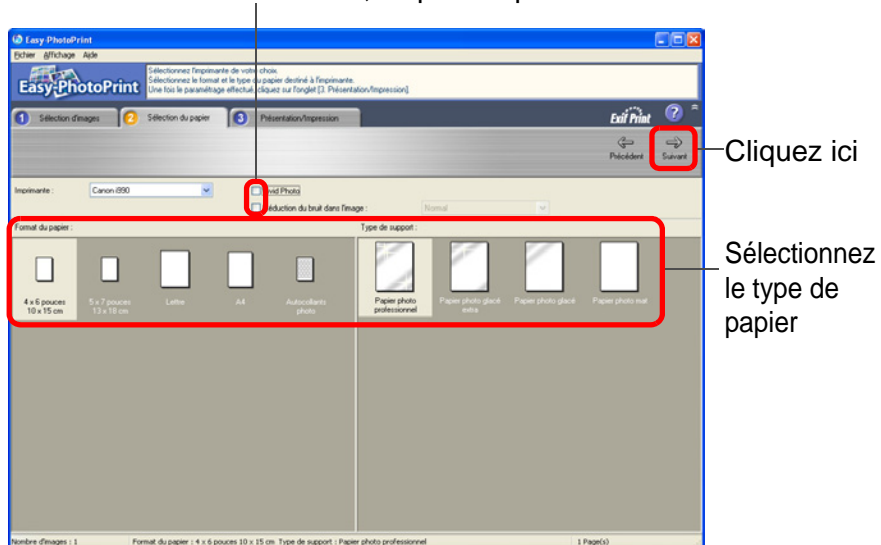 Easy-PhotoPrint
Fichier Affichage Aide
Easy-PhotoPrint
Sélectionnez l'imprimante de votre choix.
Sélectionnez le format et le type du papier destiné à l'imprimante.
Une fois le paramétrage effectué, cliquez sur l'onglet [3. Présentation/Impression].
1 Sélection d'images
2 Sélection du papier
3 Présentation/Impression
Exif Print
?
Précédent
Suivant
Cliquez ici
Imprimante :
Canon i990
Vivid Photo
Réduction du bruit dans l'image :
Normal
Format du papier :
Type de support :
4 x 6 pouces
10 x 15 cm
5 x 7 pouces
13 x 18 cm
Lettre
A4
Autocollants
photo
Papier photo
professionnel
Papier photo glacé
extra
Papier photo glacé
Papier photo mat
Sélectionnez
le type de
papier
Nombre d'images : 1
Format du papier : 4 x 6 pouces 10 x 15 cm Type de support : Papier photo professionnel
1 Page(s)